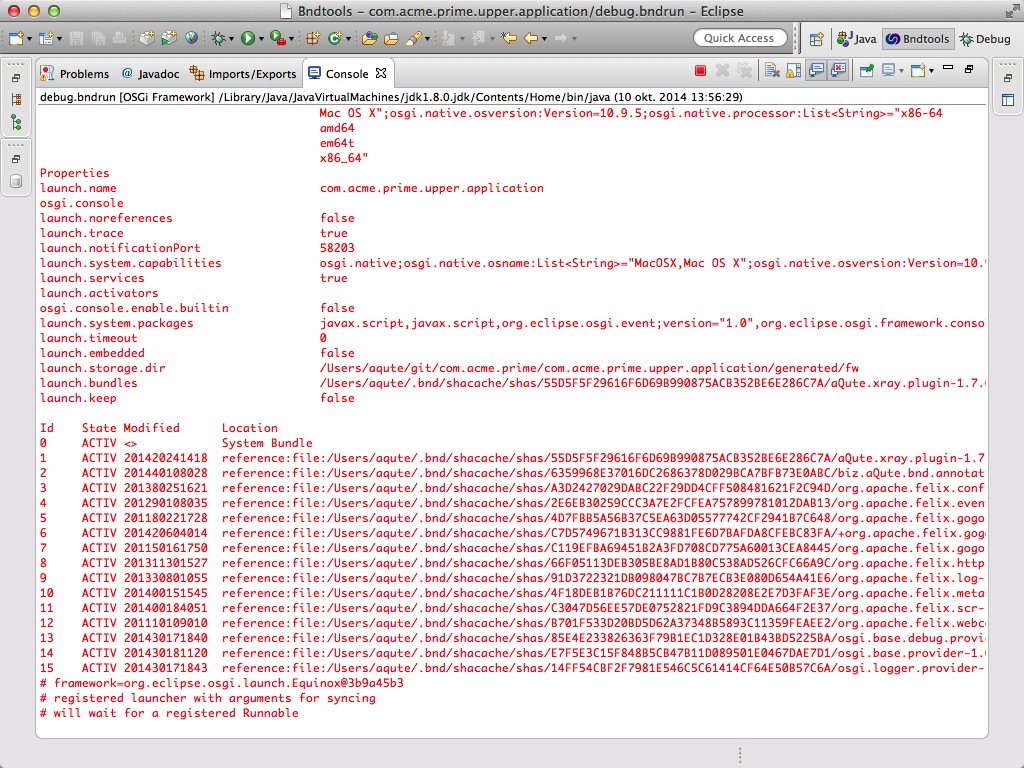 Bndtools - com.acme.prime.upper.application/debug.bndrun - Eclipse
Quick Access
Java
Bndtools
Debug
Problems
@ Javadoc
Imports/Exports
Console
debug.bndrun [OSGi Framework] /Library/Java/JavaVirtualMachines/jdk1.8.0.jdk/Contents/Home/bin/java (10 okt. 2014 13:56:29)
Mac OS X";osgi.native.osversion:Version=10.9.5;osgi.native.processor:List<String>="x86-64
amd64
em64t
x86_64"
Properties
launch.name com.acme.prime.upper.application
osgi.console
launch.noreferences false
launch.trace true
launch.notificationPort 58203
launch.system.capabilities osgi.native;osgi.native.osname:List<String>="MacOSX,Mac OS X";osgi.native.osversion:Version=10.
launch.services true
launch.activators
osgi.console.enable.builtin false
launch.system.packages javax.script,javax.script,org.eclipse.osgi.event;version="1.0",org.eclipse.osgi.framework.conso
launch.timeout 0
launch.embedded false
launch.storage.dir /Users/aqute/git/com.acme.prime/com.acme.prime.upper.application/generated/fw
launch.bundles /Users/aqute/.bnd/shacache/shas/55D5F5F29616F6D69B990875ACB352BE6E286C7A/aQute.xray.plugin-1.7.
launch.keep false
Id State Modified Location
0 ACTIV <> System Bundle
1 ACTIV 201420241418 reference:file:/Users/aqute/.bnd/shacache/shas/55D5F5F29616F6D69B990875ACB352BE6E286C7A/aQute.xray.plugin-1.7
2 ACTIV 201440108028 reference:file:/Users/aqute/.bnd/shacache/shas/6359968E37016DC2686378D029BCA7BFB73E0ABC/biz.aQute.bnd.annotat
3 ACTIV 201380251621 reference:file:/Users/aqute/.bnd/shacache/shas/A3D2427029DABC22F29DD4CFF508481621F2C94D/org.apache.felix.conf
4 ACTIV 201290108035 reference:file:/Users/aqute/.bnd/shacache/shas/2E6EB30259CCC3A7E2FCFEA757899781012DAB13/org.apache.felix.even
5 ACTIV 201180221728 reference:file:/Users/aqute/.bnd/shacache/shas/4D7FBB5A56B37C5EA63D05577742CF2941B7C648/org.apache.felix.gogo
6 ACTIV 201420604014 reference:file:/Users/aqute/.bnd/shacache/shas/C7D5749671B313CC9881FE6D7BAFDA8CFEBC83FA/+org.apache.felix.gog
7 ACTIV 201150161750 reference:file:/Users/aqute/.bnd/shacache/shas/C119EFBA69451B2A3FD708CD775A60013CEA8445/org.apache.felix.gogo
8 ACTIV 201311301527 reference:file:/Users/aqute/.bnd/shacache/shas/66F05113DEB305BE8AD1B80C538AD526CFC66A9C/org.apache.felix.http
9 ACTIV 201330801055 reference:file:/Users/aqute/.bnd/shacache/shas/91D3722321DB098047BC7B7ECB3E080D654A41E6/org.apache.felix.log-
10 ACTIV 201400151545 reference:file:/Users/aqute/.bnd/shacache/shas/4F18DEB1B76DC211111C1B0D28208E2E7D3FAF3E/org.apache.felix.meta
11 ACTIV 201400184051 reference:file:/Users/aqute/.bnd/shacache/shas/C3047D56EE57DE0752821FD9C3894DDA664F2E37/org.apache.felix.scr-
12 ACTIV 201110109010 reference:file:/Users/aqute/.bnd/shacache/shas/B701F533D20BD5D62A37348B5893C11359FEAEE2/org.apache.felix.webc
13 ACTIV 201430171840 reference:file:/Users/aqute/.bnd/shacache/shas/85E4E233826363F79B1EC1D328E01B43BD5225BA/osgi.base.debug.provi
14 ACTIV 201430181120 reference:file:/Users/aqute/.bnd/shacache/shas/E7F5E3C15F848B5CB47B11D089501E0467DAE7D1/osgi.base.provider-1.
15 ACTIV 201430171843 reference:file:/Users/aqute/.bnd/shacache/shas/14FF54CBF2F7981E546C5C61414CF64E50B57C6A/osgi.logger.provider-
# framework=org.eclipse.osgi.launch.Equinox@3b9a45b3
# registered launcher with arguments for syncing
# will wait for a registered Runnable